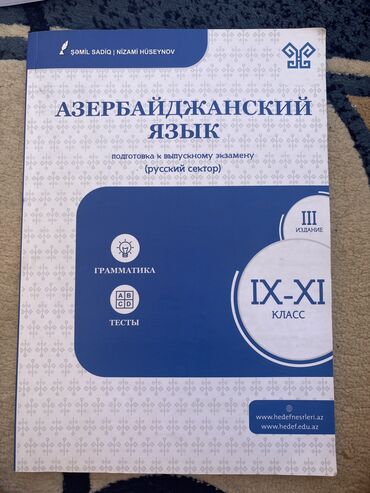 ŞƏMİL SADİQ | NİZAMİ HÜSEYNOV
АЗЕРБАЙДЖАНСКИЙ
ЯЗЫК
подготовка к выпускному экзамену
(русский сектор)
III
ИЗДАНИЕ
ГРАММАТИКА
A B
C D
ТЕСТЫ
IX-XI
КЛАСС
www.hedefnesrleri.az
www.hedef.edu.az